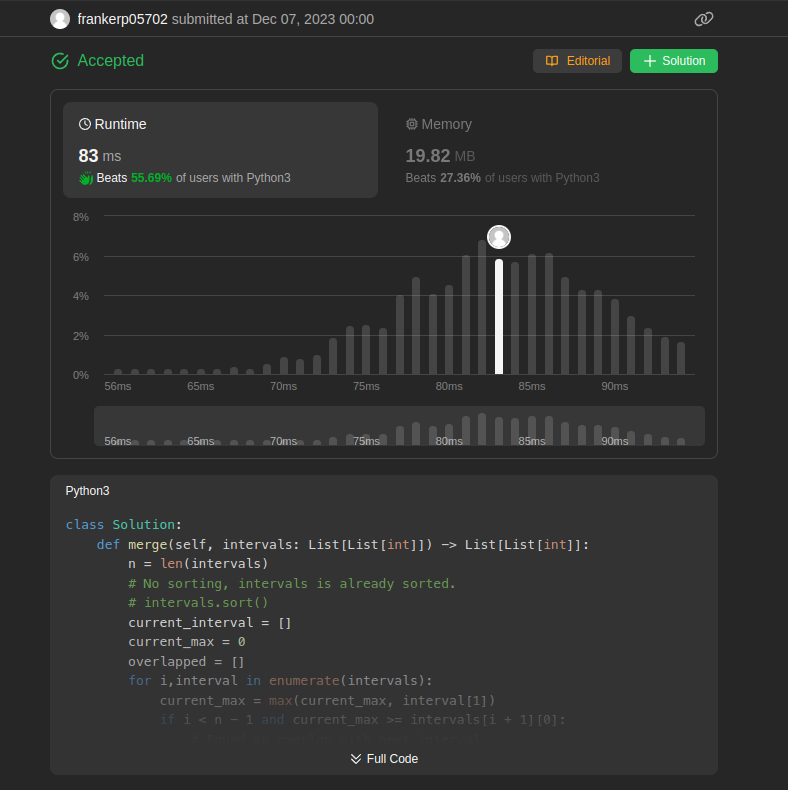 frankerp05702 submitted at Dec 07, 2023 00:00
Accepted
Editorial
Solution
Runtime
83 ms
Beats 55.69% of users with Python3
Memory
19.82 MB
Beats 27.36% of users with Python3
8%
6%
4%
2%
0%
56ms 65ms 70ms 75ms 80ms 85ms 90ms
56ms 65ms 70ms 75ms 80ms 85ms 90ms
Python3
class Solution:
    def merge(self, intervals: List[List[int]]) -> List[List[int]]:
        n = len(intervals)
        # No sorting, intervals is already sorted.
        # intervals.sort()
        current_interval = []
        current_max = 0
        overlapped = []
        for i,interval in enumerate(intervals):
            current_max = max(current_max, interval[1])
            if i < n - 1 and current_max >= intervals[i + 1][0]:
Full Code